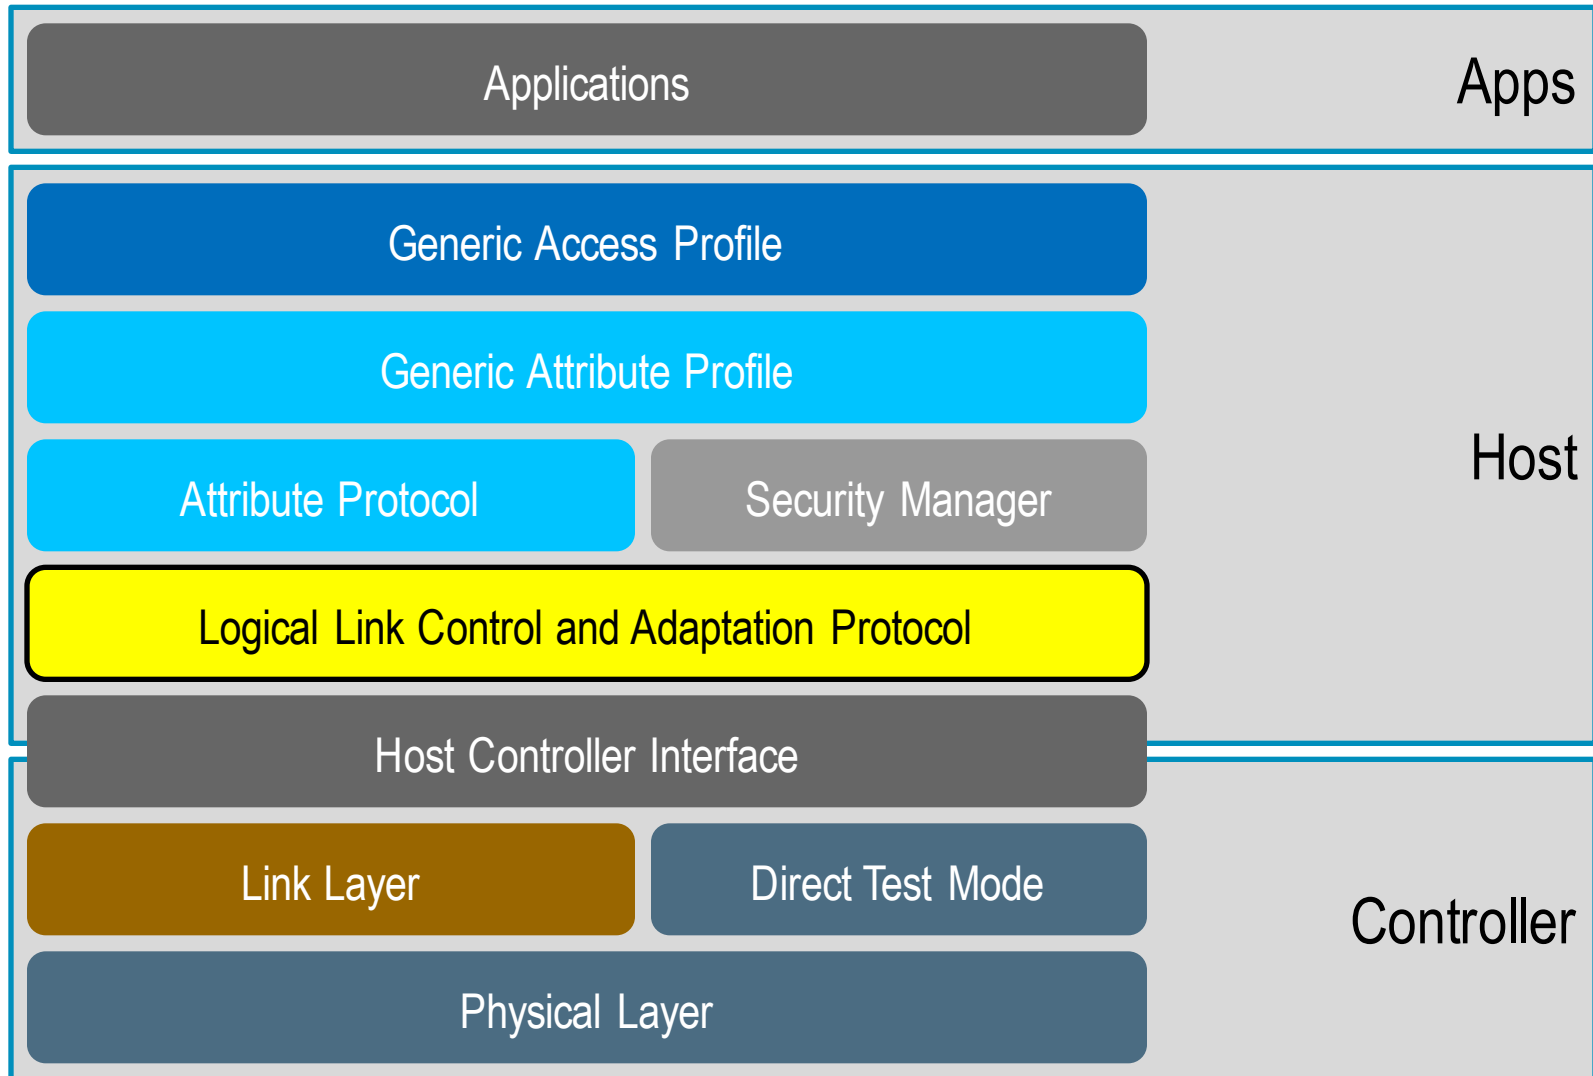 Applications
Apps
Generic Access Profile
Generic Attribute Profile
Attribute Protocol
Security Manager
Host
Logical Link Control and Adaptation Protocol
Host Controller Interface
Link Layer
Direct Test Mode
Controller
Physical Layer